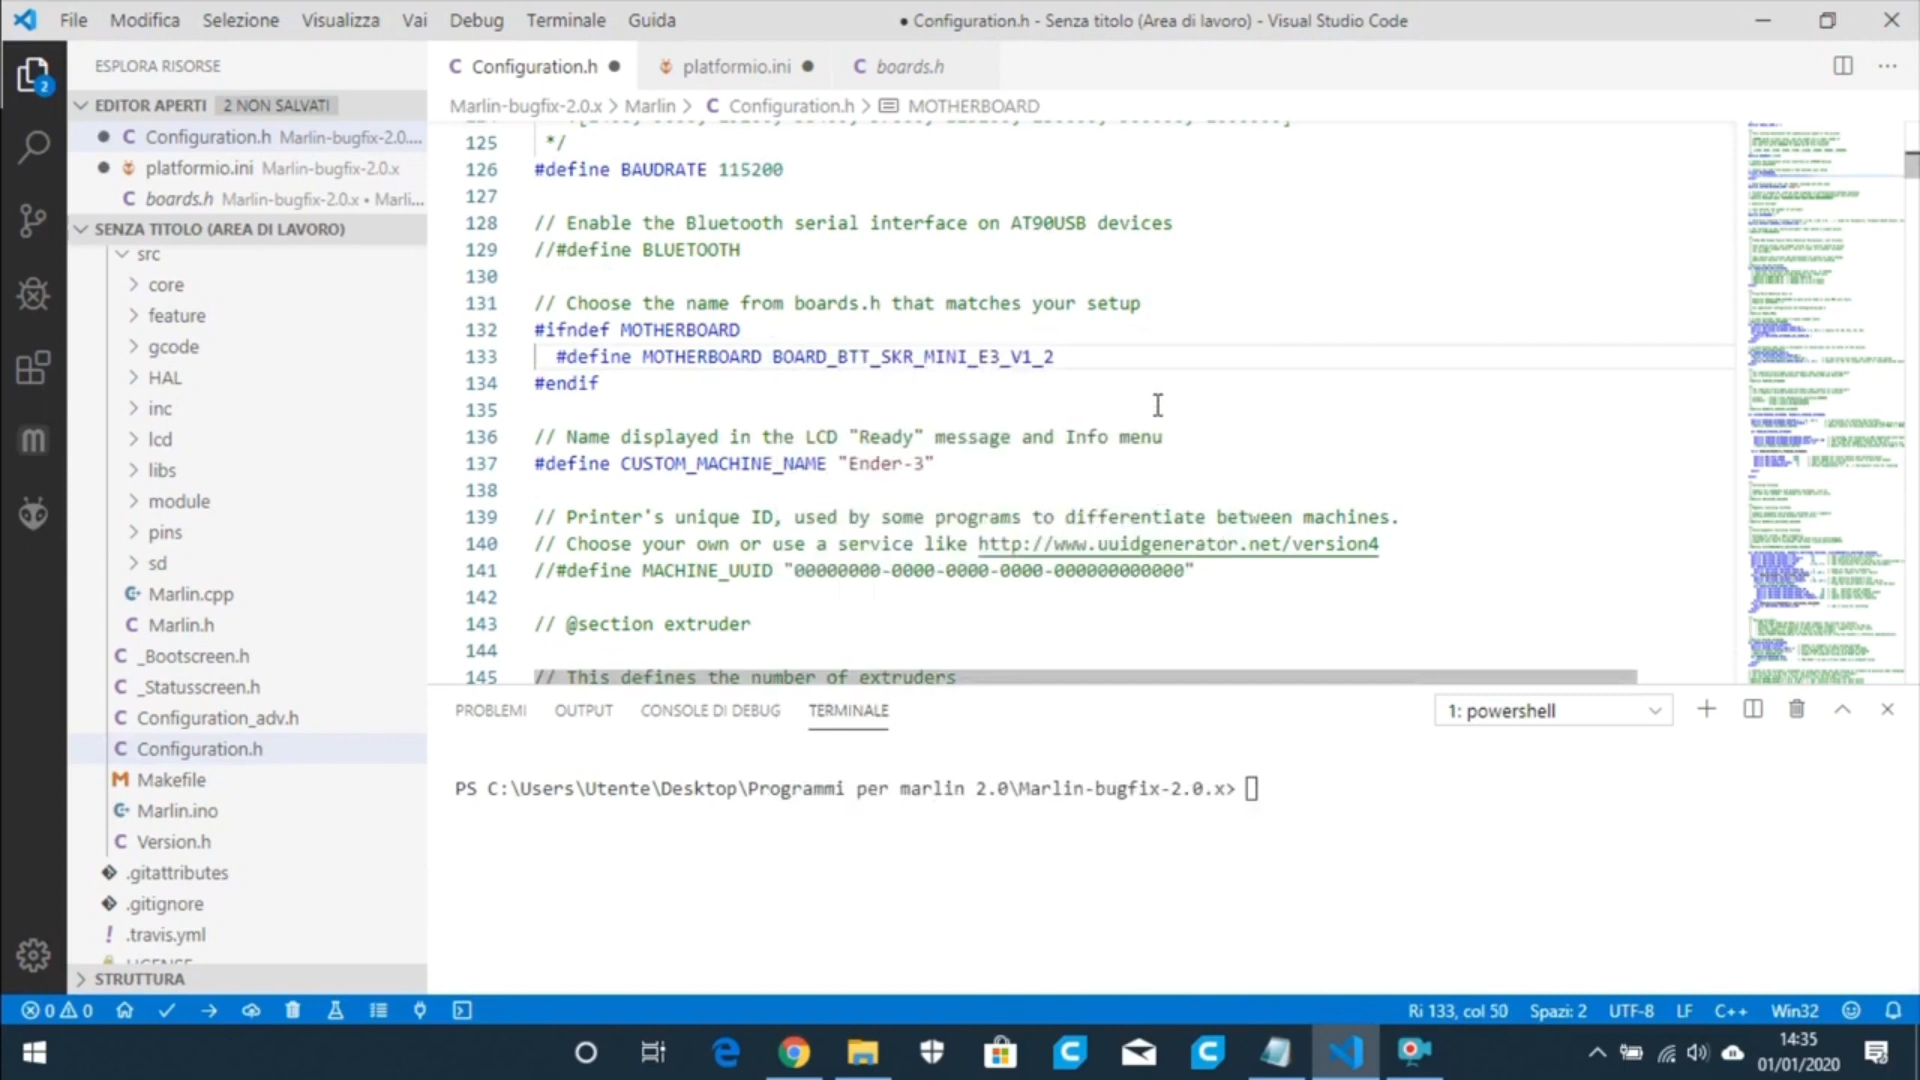 File Modifica Selezione Visualizza Vai Debug Terminale Guida
● Configuration.h - Senza titolo (Area di lavoro) - Visual Studio Code
ESPLORA RISORSE
EDITOR APERTI 2 NON SALVATI
Configuration.h Marlin-bugfix-2.0....
platformio.ini Marlin-bugfix-2.0.x
boards.h Marlin-bugfix-2.0.x • Marli...
SENZA TITOLO (AREA DI LAVORO)
src
core
feature
gcode
HAL
inc
lcd
libs
module
pins
sd
Marlin.cpp
Marlin.h
_Bootscreen.h
_Statusscreen.h
Configuration_adv.h
Configuration.h
Makefile
Marlin.ino
Version.h
.gitattributes
.gitignore
.travis.yml
STRUTTURA
Configuration.h platformio.ini boards.h
Marlin-bugfix-2.0.x > Marlin > Configuration.h > MOTHERBOARD
125 */
126 #define BAUDRATE 115200
127
128 // Enable the Bluetooth serial interface on AT90USB devices
129 //#define BLUETOOTH
130
131 // Choose the name from boards.h that matches your setup
132 #ifndef MOTHERBOARD
133 #define MOTHERBOARD BOARD_BTT_SKR_MINI_E3_V1_2
134 #endif
135
136 // Name displayed in the LCD "Ready" message and Info menu
137 #define CUSTOM_MACHINE_NAME "Ender-3"
138
139 // Printer's unique ID, used by some programs to differentiate between machines.
140 // Choose your own or use a service like http://www.uuidgenerator.net/version4
141 //#define MACHINE_UUID "00000000-0000-0000-0000-000000000000"
142
143 // @section extruder
144
145 // This defines the number of extruders
PROBLEMI OUTPUT CONSOLE DI DEBUG TERMINALE
1: powershell
PS C:\Users\Utente\Desktop\Programmi per marlin 2.0\Marlin-bugfix-2.0.x>
0 0
Ri 133, col 50 Spazi: 2 UTF-8 LF C++ Win32
14:35
01/01/2020